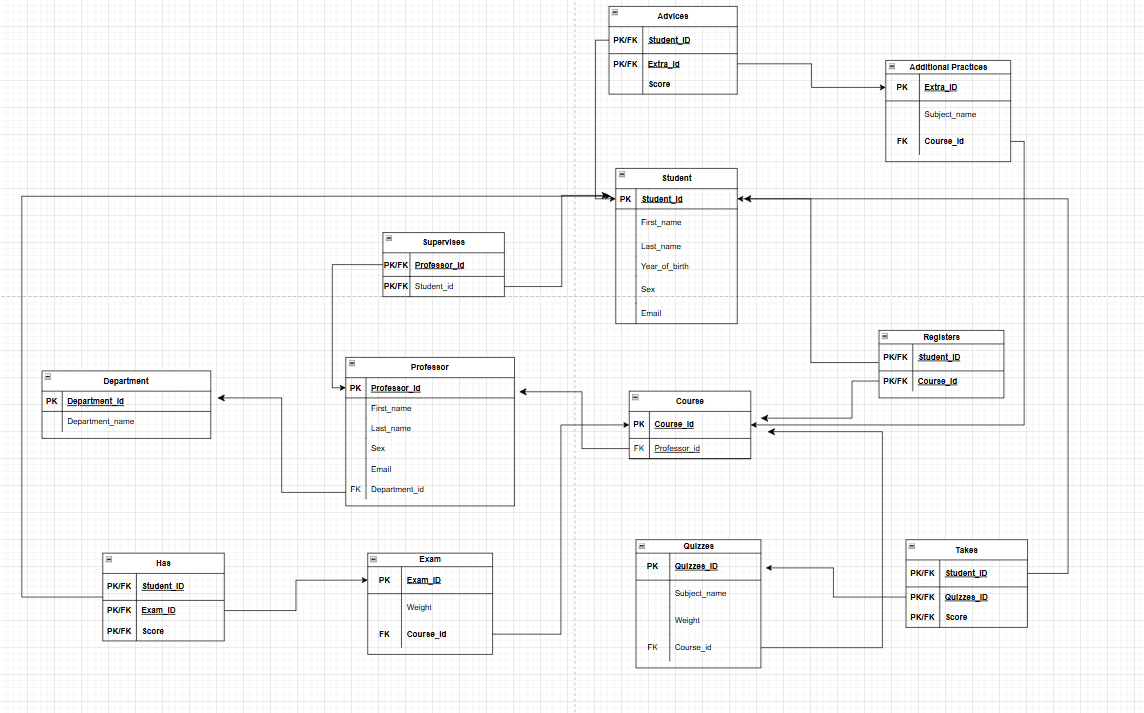 Advices
PK/FK Student_ID
PK/FK Extra_Id
Score
Additional Practices
PK Extra_ID
Subject_name
FK Course_Id
Student
PK Student_Id
First_name
Last_name
Year_of_birth
Sex
Email
Supervises
PK/FK Professor_Id
PK/FK Student_id
Registers
PK/FK Student_ID
PK/FK Course_Id
Department
PK Department_Id
Department_name
Professor
PK Professor_Id
First_name
Last_name
Sex
Email
FK Department_id
Course
PK Course_Id
FK Professor_id
Has
PK/FK Student_ID
PK/FK Exam_ID
PK/FK Score
Exam
PK Exam_ID
Weight
FK Course_Id
Quizzes
PK Quizzes_ID
Subject_name
Weight
FK Course_id
Takes
PK/FK Student_ID
PK/FK Quizzes_ID
PK/FK Score